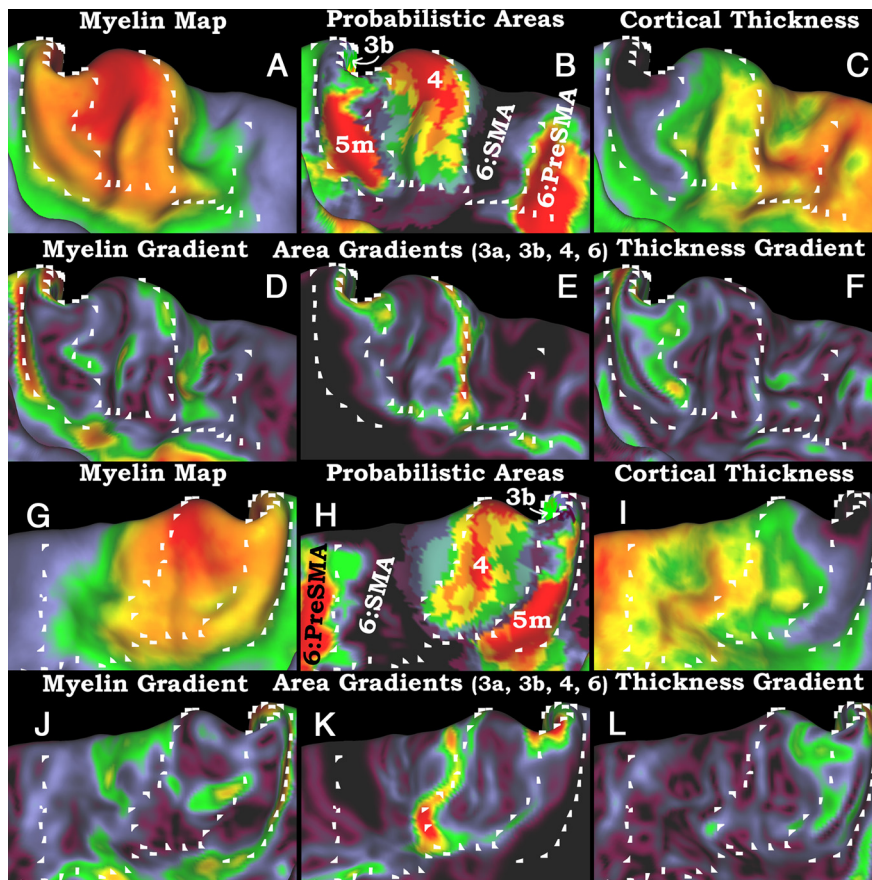 Myelin Map
Probabilistic Areas
Cortical Thickness
A
3b
4
5m
6:SMA
6:PreSMA
B
C
Myelin Gradient
Area Gradients (3a, 3b, 4, 6)
Thickness Gradient
D
E
F
Myelin Map
Probabilistic Areas
Cortical Thickness
G
6:PreSMA
6:SMA
H
4
3b
5m
I
Myelin Gradient
Area Gradients (3a, 3b, 4, 6)
Thickness Gradient
J
K
L